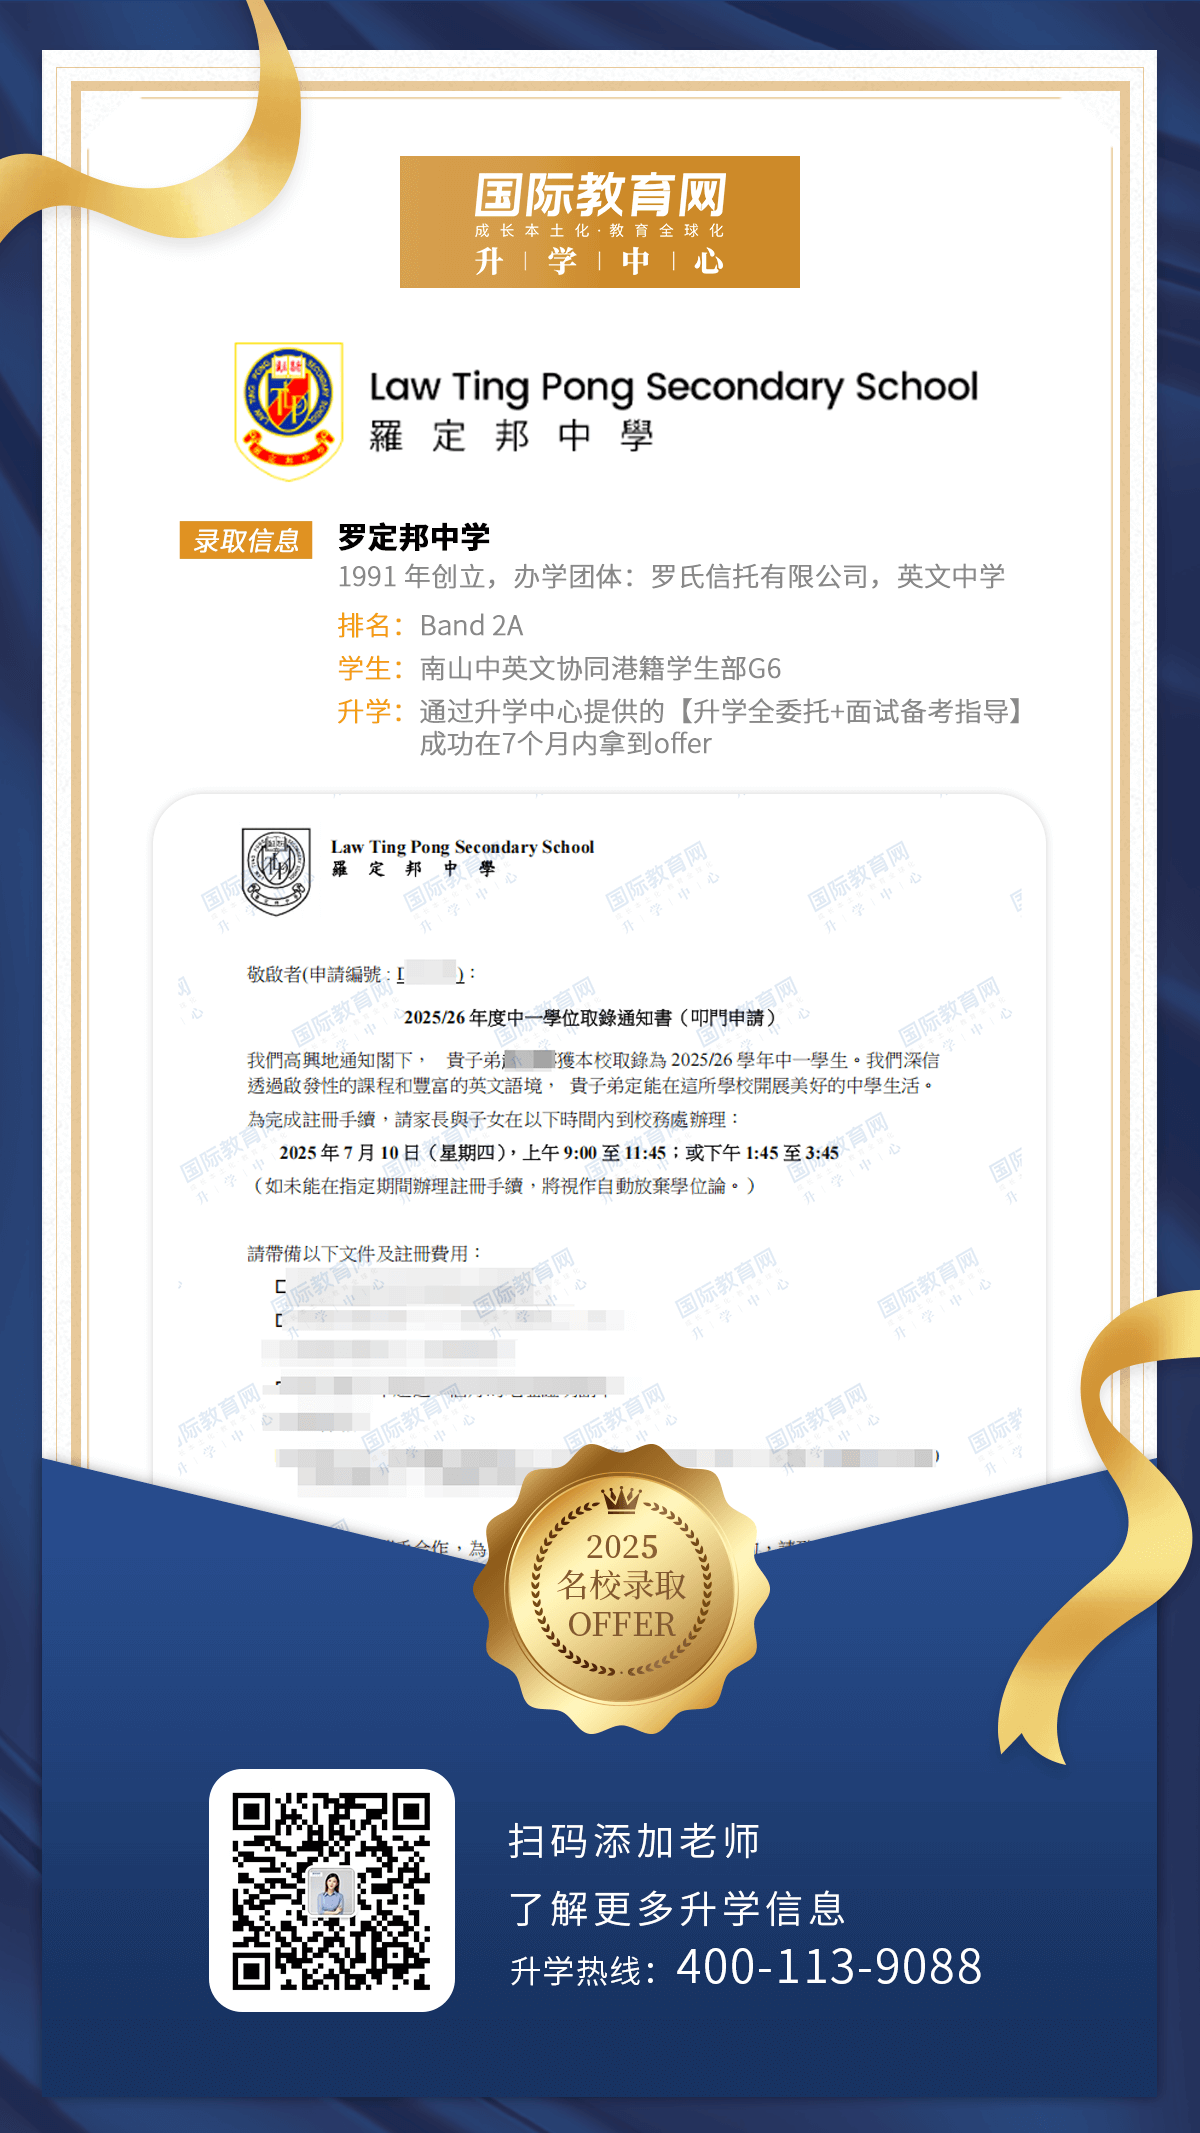 国际教育网
成长本土化·教育全球化
升｜学｜中｜心
Law Ting Pong Secondary School
羅定邦中學
录取信息
罗定邦中学
1991 年创立，办学团体：罗氏信托有限公司，英文中学
排名：Band 2A
学生：南山中英文协同港籍学生部G6
升学：通过升学中心提供的【升学全委托+面试备考指导】
成功在7个月内拿到offer
Law Ting Pong Secondary School
羅定邦中學
敬啟者(申請編號：
)：
2025/26 年度中一學位取錄通知書（叩門申請）
我們高興地通知閣下， 貴子弟
獲本校取錄為 2025/26 學年中一學生。我們深信
透過啟發性的課程和豐富的英文語境， 貴子弟定能在這所學校開展美好的中學生活。
為完成註冊手續，請家長與子女在以下時間內到校務處辦理：
2025 年 7 月 10 日（星期四），上午 9:00 至 11:45；或下午 1:45 至 3:45
（如未能在指定期間辦理註冊手續，將視作自動放棄學位論。）
請帶備以下文件及註冊費用：
合作，為
2025
名校录取
OFFER
扫码添加老师
了解更多升学信息
升学热线：400-113-9088